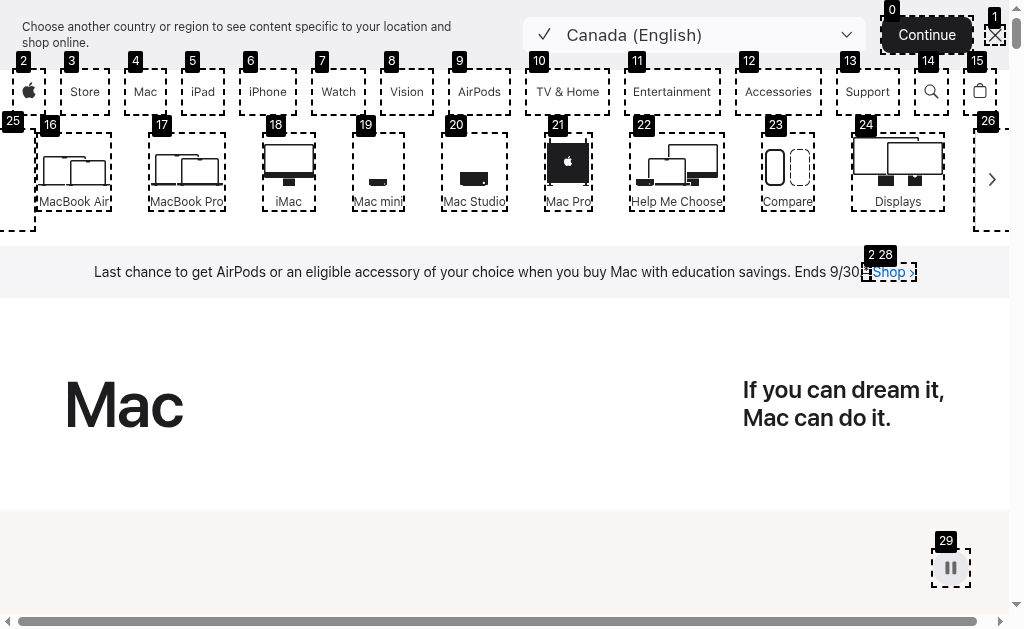 Choose another country or region to see content specific to your location and
shop online.
Canada (English)
0
Continue
1
2 3 4 5 6 7 8 9 10 11 12 13 14 15
Store Mac iPad iPhone Watch Vision AirPods TV & Home Entertainment Accessories Support
25 16 17 18 19 20 21 22 23 24 26
MacBook Air MacBook Pro iMac Mac mini Mac Studio Mac Pro Help Me Choose Compare Displays
2 28
Last chance to get AirPods or an eligible accessory of your choice when you buy Mac with education savings. Ends 9/30 Shop ›
Mac
If you can dream it,
Mac can do it.
29